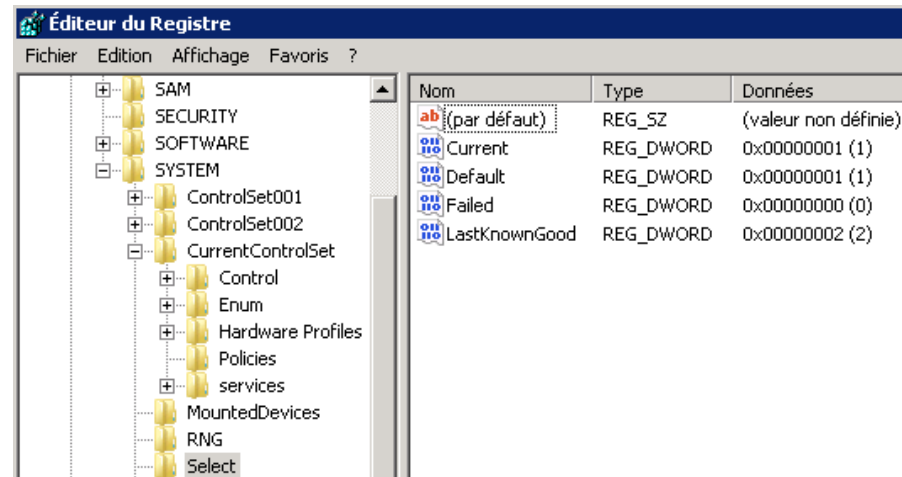 Éditeur du Registre
Fichier Edition Affichage Favoris ?
SAM
SECURITY
SOFTWARE
SYSTEM
ControlSet001
ControlSet002
CurrentControlSet
Control
Enum
Hardware Profiles
Policies
services
MountedDevices
RNG
Select
Nom Type Données
(par défaut) REG_SZ (valeur non définie)
Current REG_DWORD 0x00000001 (1)
Default REG_DWORD 0x00000001 (1)
Failed REG_DWORD 0x00000000 (0)
LastKnownGood REG_DWORD 0x00000002 (2)